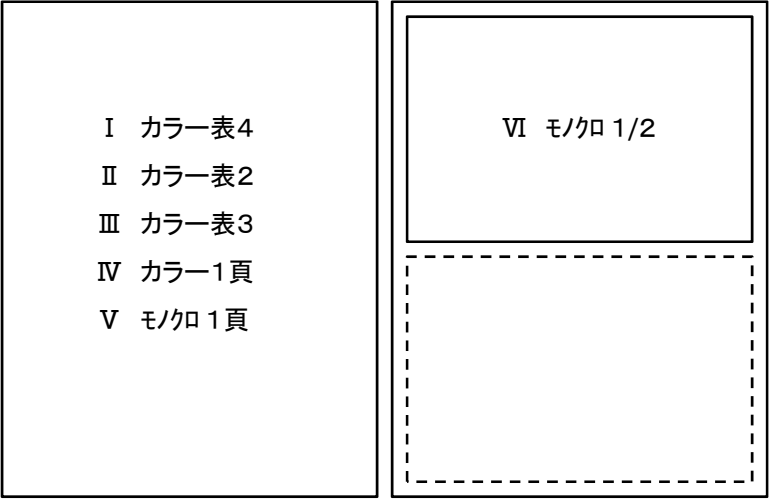 Ⅰ カラー表４
Ⅱ カラー表２
Ⅲ カラー表３
Ⅳ カラー１頁
Ⅴ ﾓﾉｸﾛ１頁
Ⅵ ﾓﾉｸﾛ 1/2